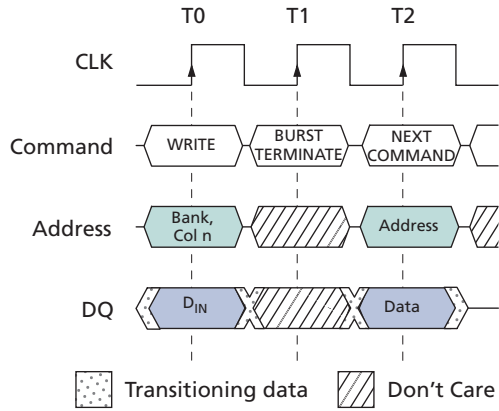 T0 T1 T2
CLK
Command WRITE BURST TERMINATE NEXT COMMAND
Address Bank, Col n Address
DQ DIN Data
Transitioning data Don't Care